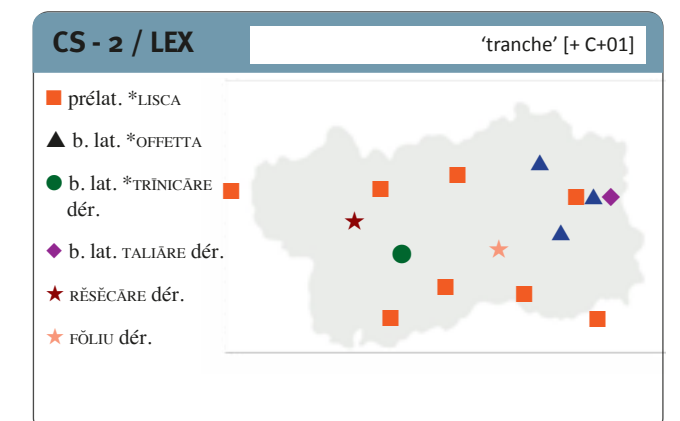 CS - 2 / LEX
‘tranche’ [+ C+01]
prélat. *LISCA
b. lat. *OFFETTA
b. lat. *TRĪNICĀRE
dér.
b. lat. TALIĀRE dér.
RĔSĔCĀRE dér.
FŎLIU dér.